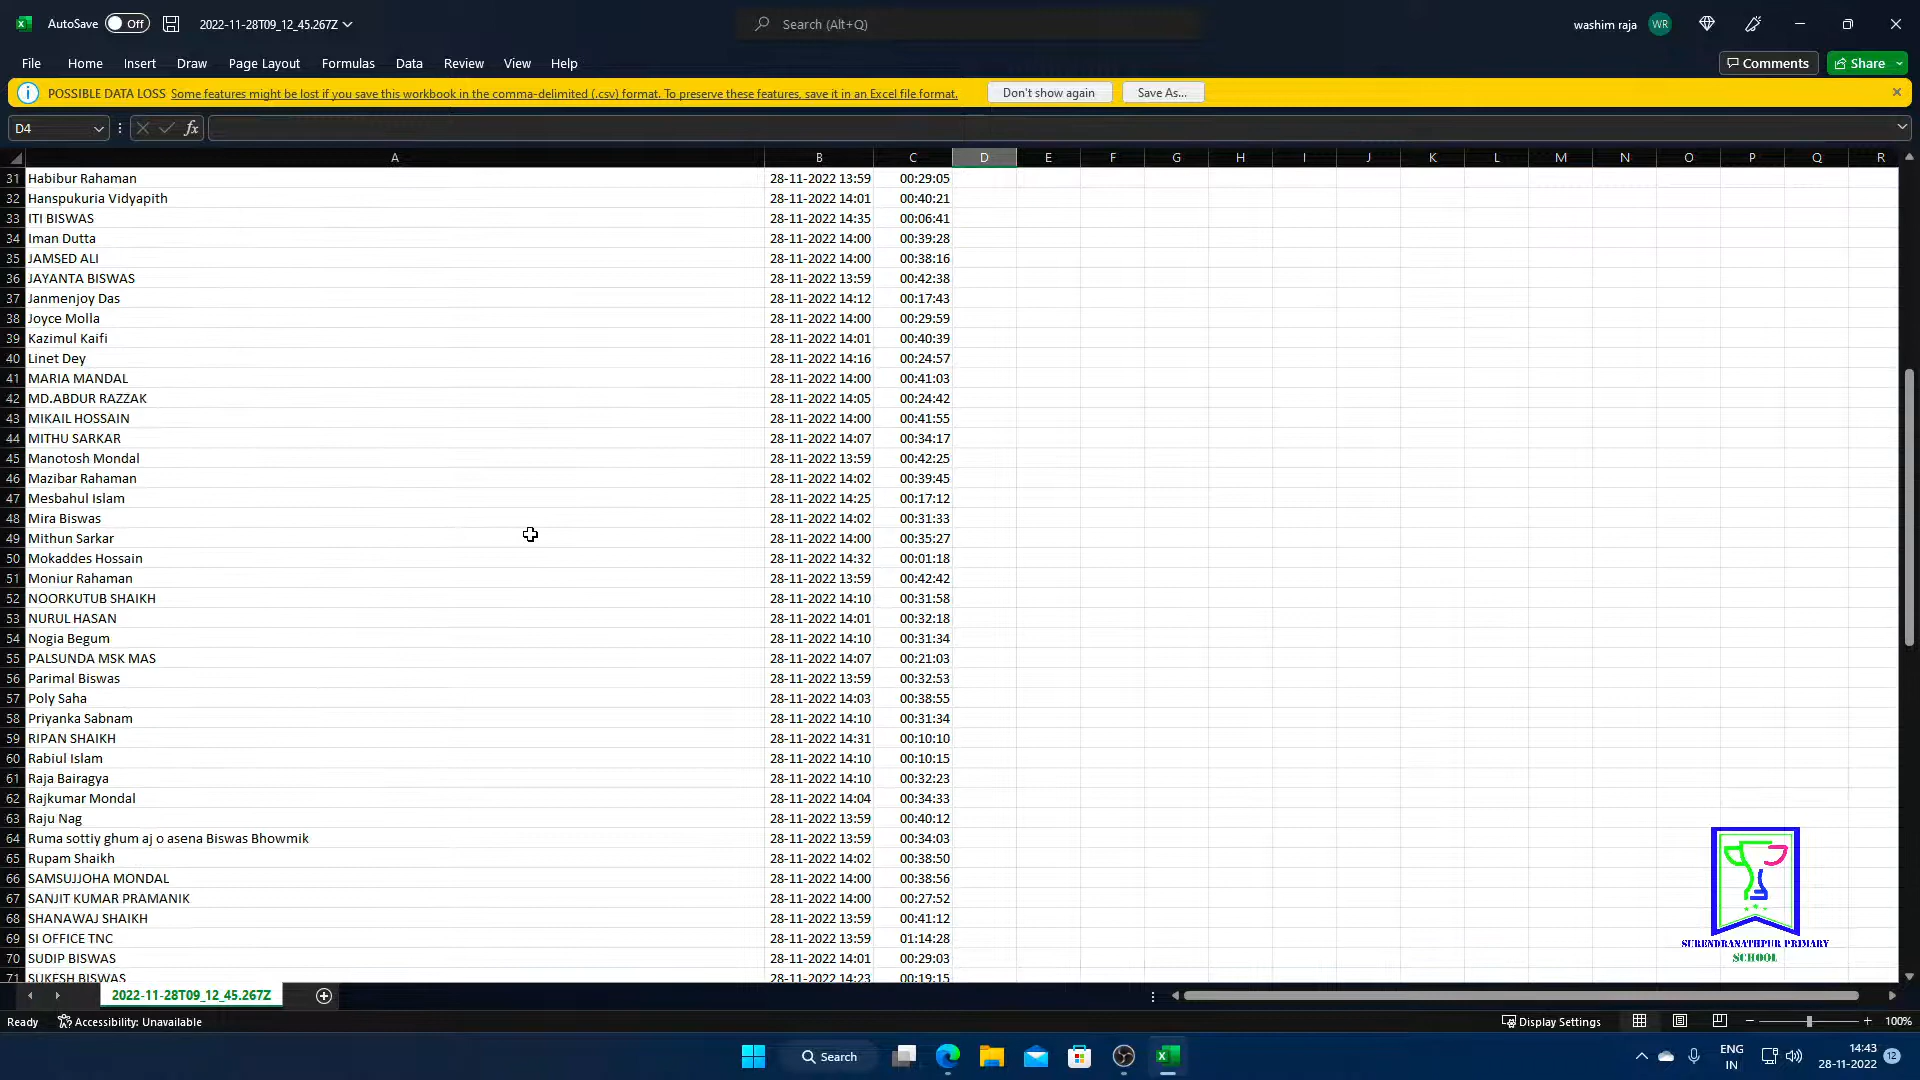 AutoSave Off 2022-11-28T09_12_45.267Z Search (Alt+Q) washim raja WR
File Home Insert Draw Page Layout Formulas Data Review View Help Comments Share
POSSIBLE DATA LOSS Some features might be lost if you save this workbook in the comma-delimited (.csv) format. To preserve these features, save it in an Excel file format. Don't show again Save As...
D4 fx
A B C D E F G H I J K L M N O P Q R
31 Habibur Rahaman 28-11-2022 13:59 00:29:05
32 Hanspukuria Vidyapith 28-11-2022 14:01 00:40:21
33 ITI BISWAS 28-11-2022 14:35 00:06:41
34 Iman Dutta 28-11-2022 14:00 00:39:28
35 JAMSED ALI 28-11-2022 14:00 00:38:16
36 JAYANTA BISWAS 28-11-2022 13:59 00:42:38
37 Janmenjoy Das 28-11-2022 14:12 00:17:43
38 Joyce Molla 28-11-2022 14:00 00:29:59
39 Kazimul Kaifi 28-11-2022 14:01 00:40:39
40 Linet Dey 28-11-2022 14:16 00:24:57
41 MARIA MANDAL 28-11-2022 14:00 00:41:03
42 MD.ABDUR RAZZAK 28-11-2022 14:05 00:24:42
43 MIKAIL HOSSAIN 28-11-2022 14:00 00:41:55
44 MITHU SARKAR 28-11-2022 14:07 00:34:17
45 Manotosh Mondal 28-11-2022 13:59 00:42:25
46 Mazibar Rahaman 28-11-2022 14:02 00:39:45
47 Mesbahul Islam 28-11-2022 14:25 00:17:12
48 Mira Biswas 28-11-2022 14:02 00:31:33
49 Mithun Sarkar 28-11-2022 14:00 00:35:27
50 Mokaddes Hossain 28-11-2022 14:32 00:01:18
51 Moniur Rahaman 28-11-2022 13:59 00:42:42
52 NOORKUTUB SHAIKH 28-11-2022 14:10 00:31:58
53 NURUL HASAN 28-11-2022 14:01 00:32:18
54 Nogia Begum 28-11-2022 14:10 00:31:34
55 PALSUNDA MSK MAS 28-11-2022 14:07 00:21:03
56 Parimal Biswas 28-11-2022 13:59 00:32:53
57 Poly Saha 28-11-2022 14:03 00:38:55
58 Priyanka Sabnam 28-11-2022 14:10 00:31:34
59 RIPAN SHAIKH 28-11-2022 14:31 00:10:10
60 Rabiul Islam 28-11-2022 14:10 00:10:15
61 Raja Bairagya 28-11-2022 14:10 00:32:23
62 Rajkumar Mondal 28-11-2022 14:04 00:34:33
63 Raju Nag 28-11-2022 13:59 00:40:12
64 Ruma sottiy ghum aj o asena Biswas Bhowmik 28-11-2022 13:59 00:34:03
65 Rupam Shaikh 28-11-2022 14:02 00:38:50
66 SAMSUJJOHA MONDAL 28-11-2022 14:00 00:38:56
67 SANJIT KUMAR PRAMANIK 28-11-2022 14:00 00:27:52
68 SHANAWAJ SHAIKH 28-11-2022 13:59 00:41:12
69 SI OFFICE TNC 28-11-2022 13:59 01:14:28
70 SUDIP BISWAS 28-11-2022 14:01 00:29:03
71 SUKESH BISWAS 28-11-2022 14:23 00:19:15
SURENDRANATHPUR PRIMARY
SCHOOL
2022-11-28T09_12_45.267Z
Ready Accessibility: Unavailable Display Settings 100%
Search ENG 14:43
IN 28-11-2022 12